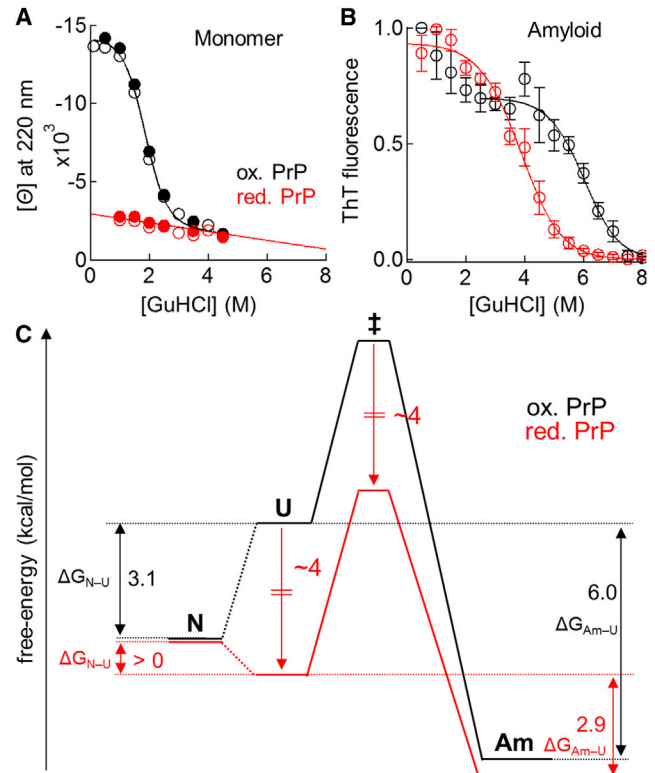 A
Monomer
-15
-10
-5
0
[Θ] at 220 nm
x10³
ox. PrP
red. PrP
0 2 4 6 8
[GuHCl] (M)
B
Amyloid
1.0
0.5
0.0
ThT fluorescence
0 2 4 6 8
[GuHCl] (M)
C
free-energy (kcal/mol)
‡
~4
ox. PrP
red. PrP
U
~4
ΔG_N–U 3.1
N
ΔG_N–U > 0
6.0
ΔG_Am–U
Am
2.9
ΔG_Am–U